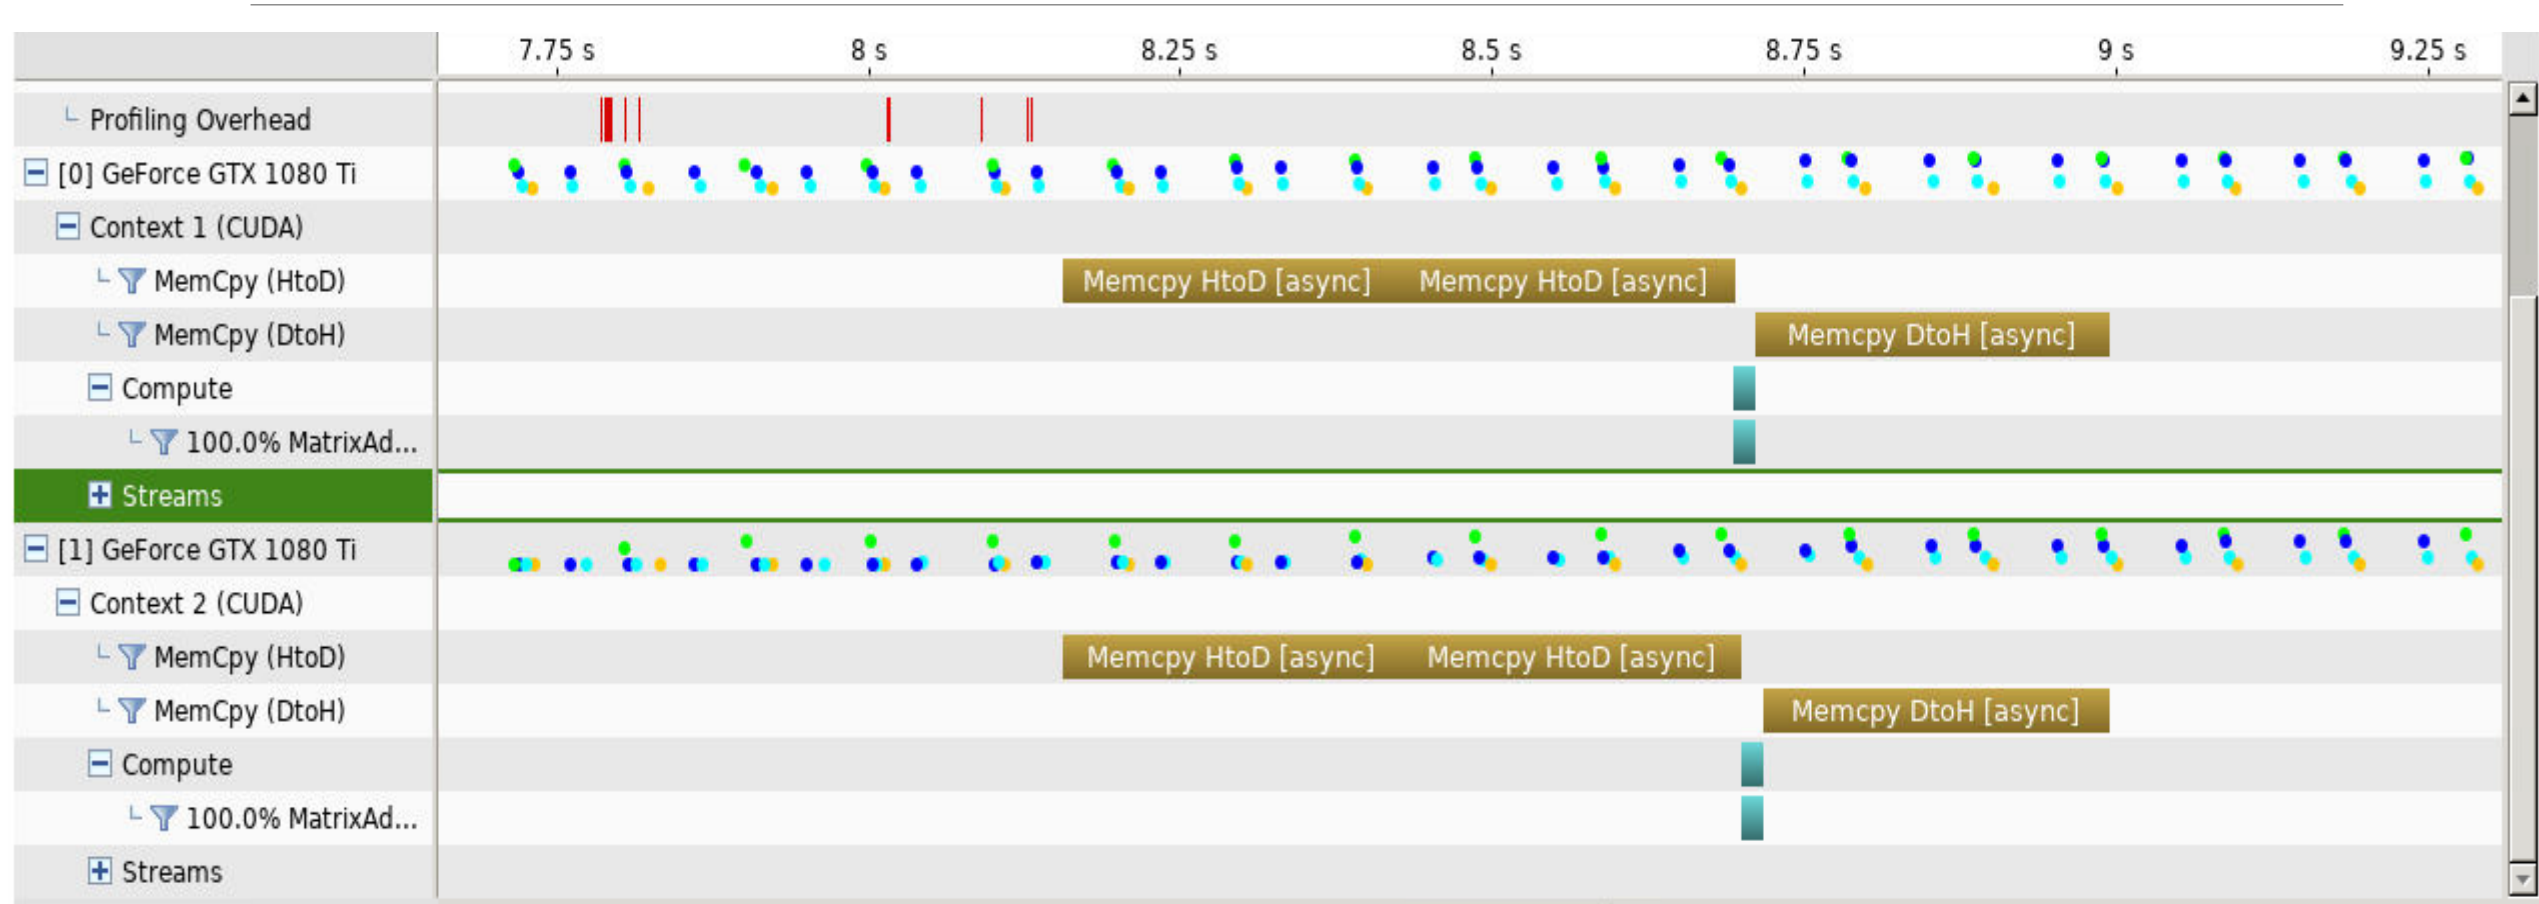 7.75 s 8 s 8.25 s 8.5 s 8.75 s 9 s 9.25 s
Profiling Overhead
[0] GeForce GTX 1080 Ti
Context 1 (CUDA)
MemCpy (HtoD) Memcpy HtoD [async] Memcpy HtoD [async]
MemCpy (DtoH) Memcpy DtoH [async]
Compute
100.0% MatrixAd...
Streams
[1] GeForce GTX 1080 Ti
Context 2 (CUDA)
MemCpy (HtoD) Memcpy HtoD [async] Memcpy HtoD [async]
MemCpy (DtoH) Memcpy DtoH [async]
Compute
100.0% MatrixAd...
Streams